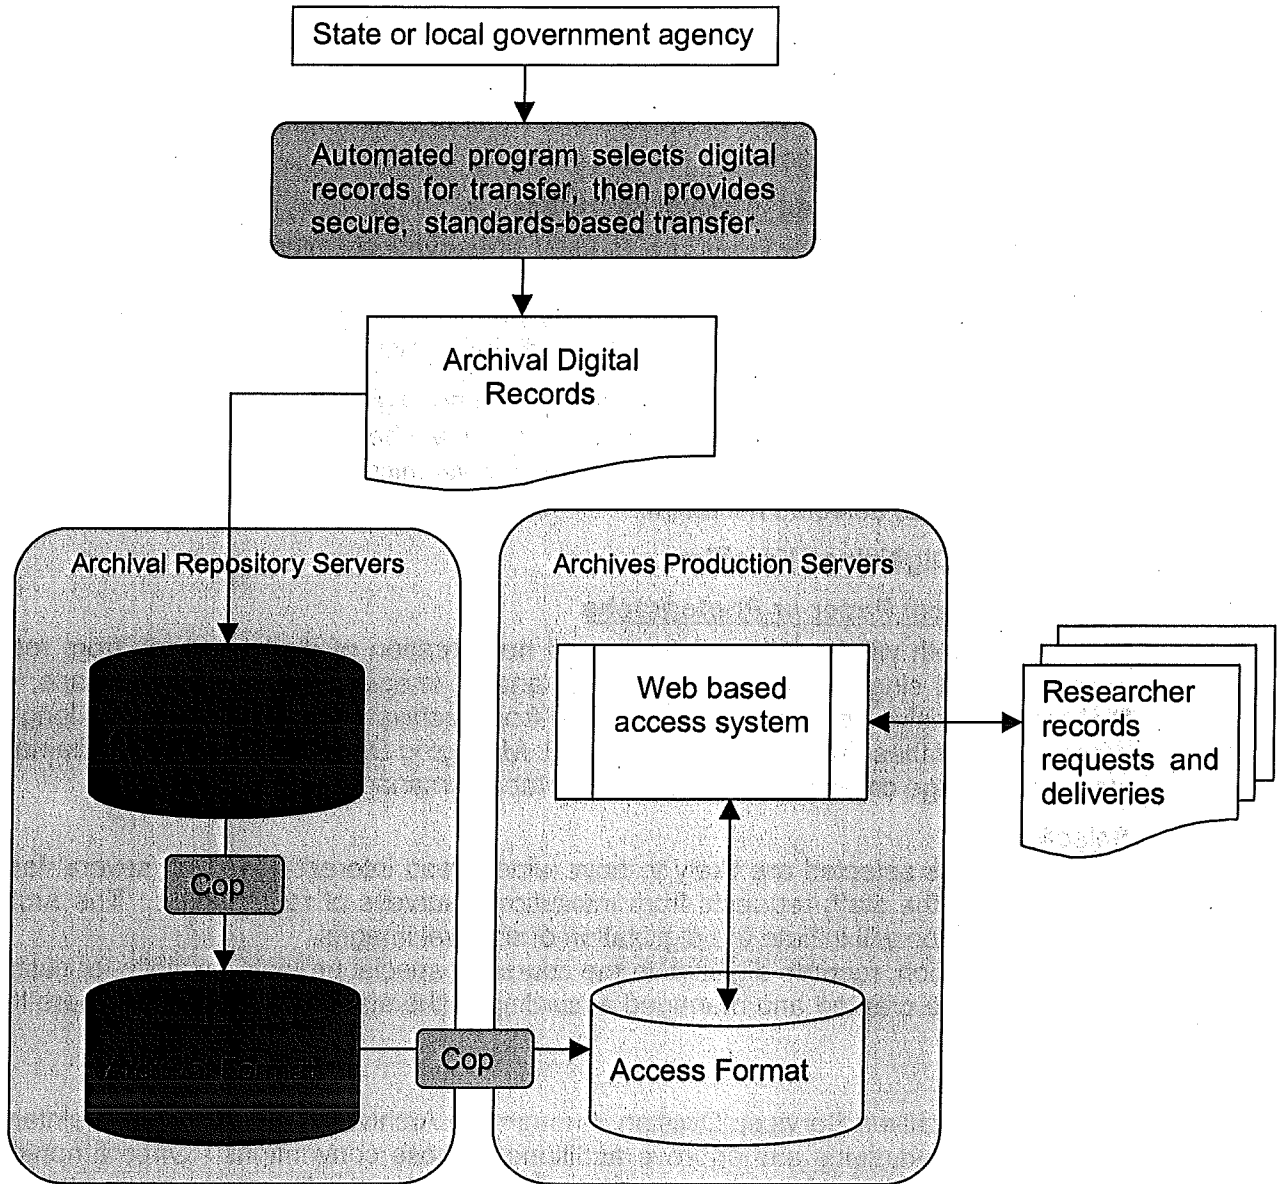 State or local government agency
Automated program selects digital
records for transfer, then provides
secure, standards-based transfer.
Archival Digital
Records
Archival Repository Servers
Archives Production Servers
Web based
access system
Researcher
records
requests and
deliveries
Cop
Cop
Access Format